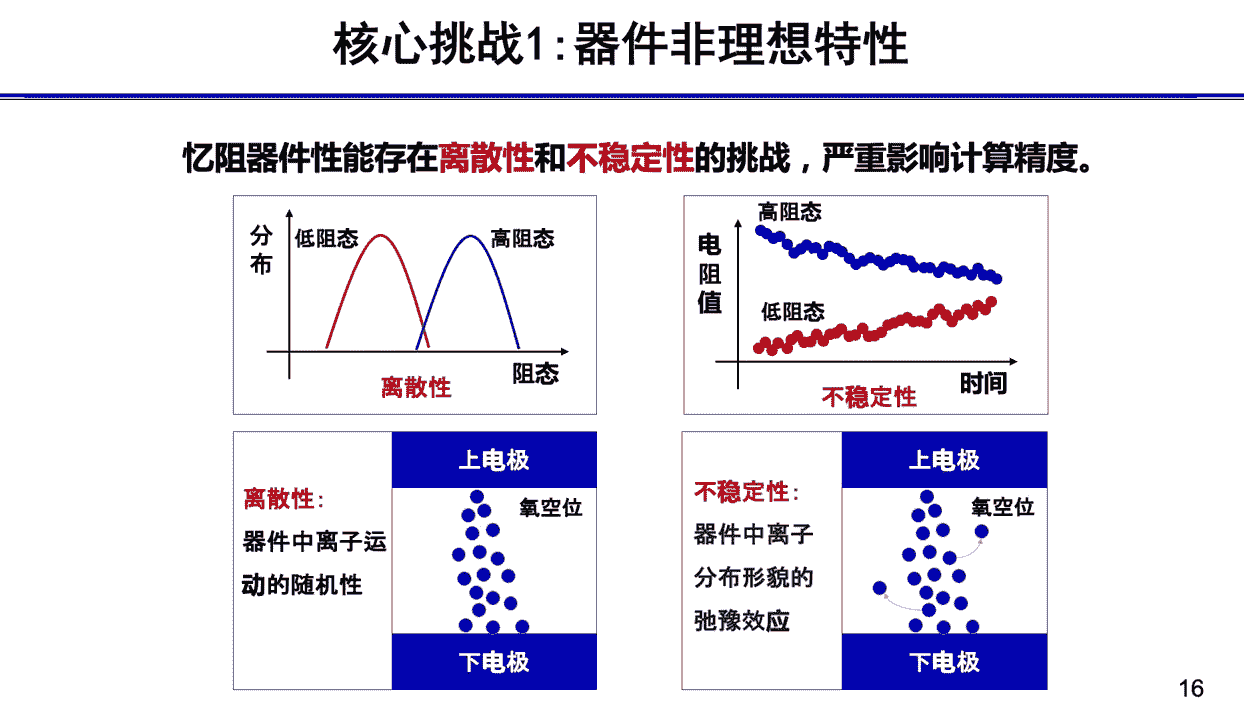 核心挑战1:器件非理想特性
忆阻器件性能存在离散性和不稳定性的挑战，严重影响计算精度。
分布
低阻态
高阻态
阻态
离散性
电阻值
高阻态
低阻态
时间
不稳定性
离散性:
器件中离子运
动的随机性
上电极
氧空位
下电极
不稳定性:
器件中离子
分布形貌的
弛豫效应
上电极
氧空位
下电极
16